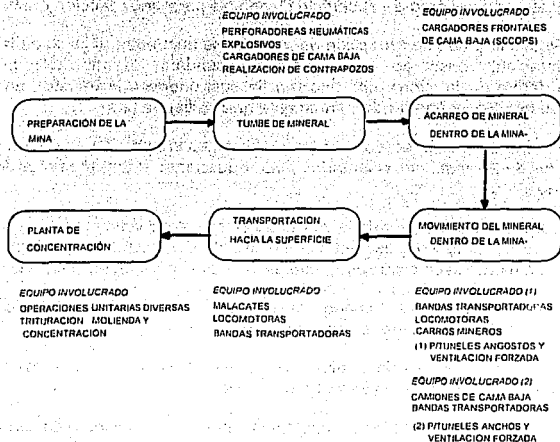 EQUIPO INVOLUCRADO
PERFORADOREAS NEUMÁTICAS
EXPLOSIVOS
CARGADORES DE CAMA BAJA
REALIZACION DE CONTRAPOZOS
EQUIPO INVOLUCRADO
CARGADORES FRONTALES
DE CAMA BAJA (SCCOPS)
PREPARACIÓN DE LA
MINA
TUMBE DE MINERAL
ACARREO DE MINERAL
DENTRO DE LA MINA
PLANTA DE
CONCENTRACIÓN
TRANSPORTACION
HACIA LA SUPERFICIE
MOVIMIENTO DEL MINERAL
DENTRO DE LA MINA
EQUIPO INVOLUCRADO
OPERACIONES UNITARIAS DIVERSAS
TRITURACION MOLIENDA Y
CONCENTRACIÓN
EQUIPO INVOLUCRADO
MALACATES
LOCOMOTORAS
BANDAS TRANSPORTADORAS
EQUIPO INVOLUCRADO (1)
BANDAS TRANSPORTADORAS
LOCOMOTORAS
CARROS MINEROS
(1) P/TUNELES ANGOSTOS Y
VENTILACION FORZADA
EQUIPO INVOLUCRADO (2)
CAMIONES DE CAMA BAJA
BANDAS TRANSPORTADORAS
(2) P/TUNELES ANCHOS Y
VENTILACION FORZADA